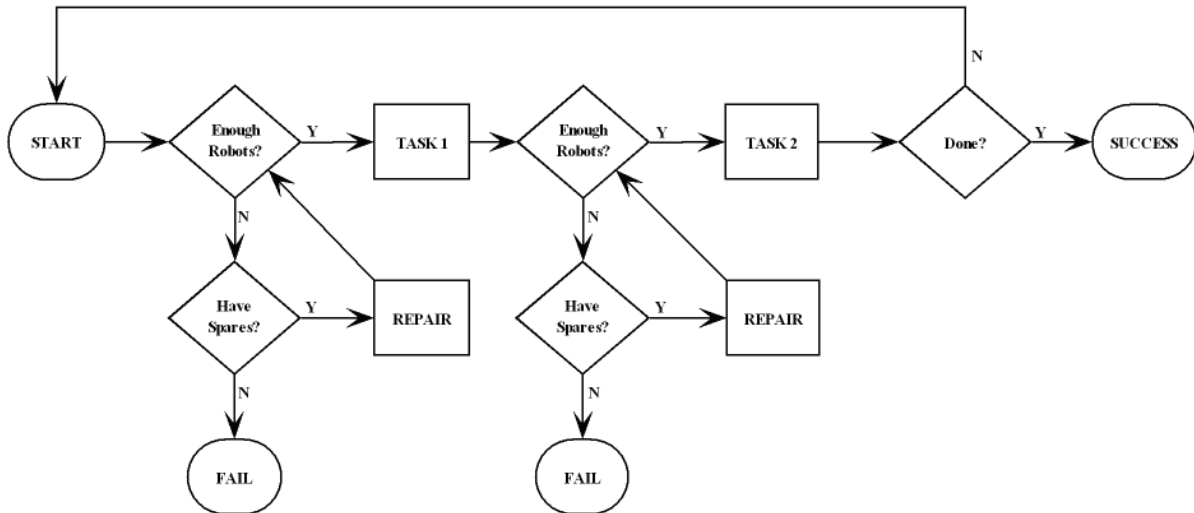 N
START
Enough
Robots?
Y
TASK 1
Enough
Robots?
Y
TASK 2
Done?
Y
SUCCESS
N
N
Have
Spares?
Y
REPAIR
Have
Spares?
Y
REPAIR
N
N
FAIL
FAIL